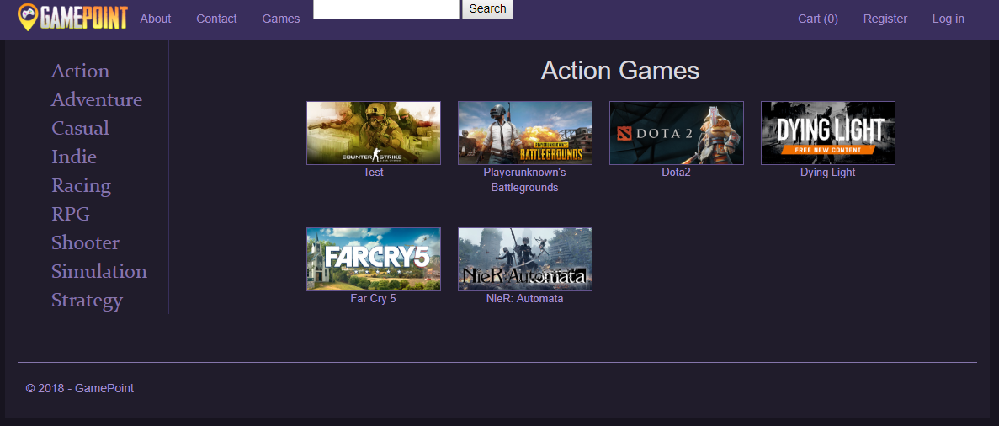 GAMEPOINT About Contact Games Search Cart (0) Register Log in
Action
Adventure
Casual
Indie
Racing
RPG
Shooter
Simulation
Strategy
Action Games
COUNTER STRIKE
PLAYERUNKNOWN'S
BATTLEGROUNDS
DOTA 2
DYING LIGHT
FREE NEW CONTENT
Test
Playerunknown's
Battlegrounds
Dota2
Dying Light
FARCRY5
NieR:Automata
Far Cry 5
NieR: Automata
© 2018 - GamePoint